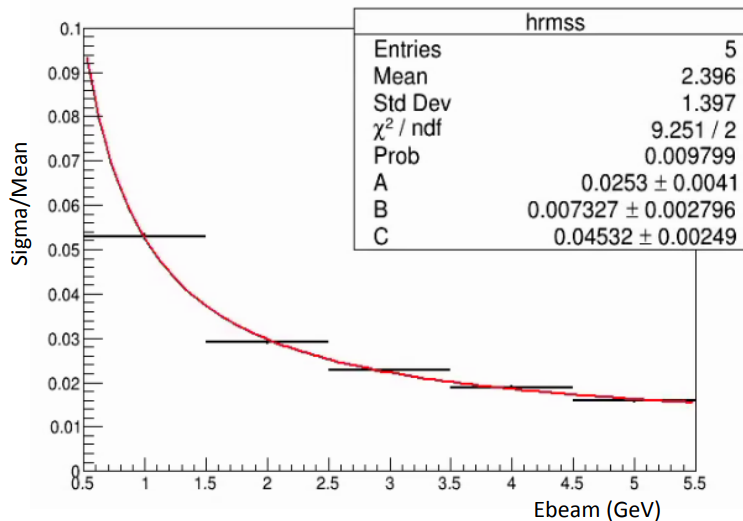 hrmss
Entries 5
Mean 2.396
Std Dev 1.397
χ² / ndf 9.251 / 2
Prob 0.009799
A 0.0253 ± 0.0041
B 0.007327 ± 0.002796
C 0.04532 ± 0.00249
0.1
0.09
0.08
0.07
0.06
0.05
0.04
0.03
0.02
0.01
0
Sigma/Mean
0.5 1 1.5 2 2.5 3 3.5 4 4.5 5 5.5
Ebeam (GeV)